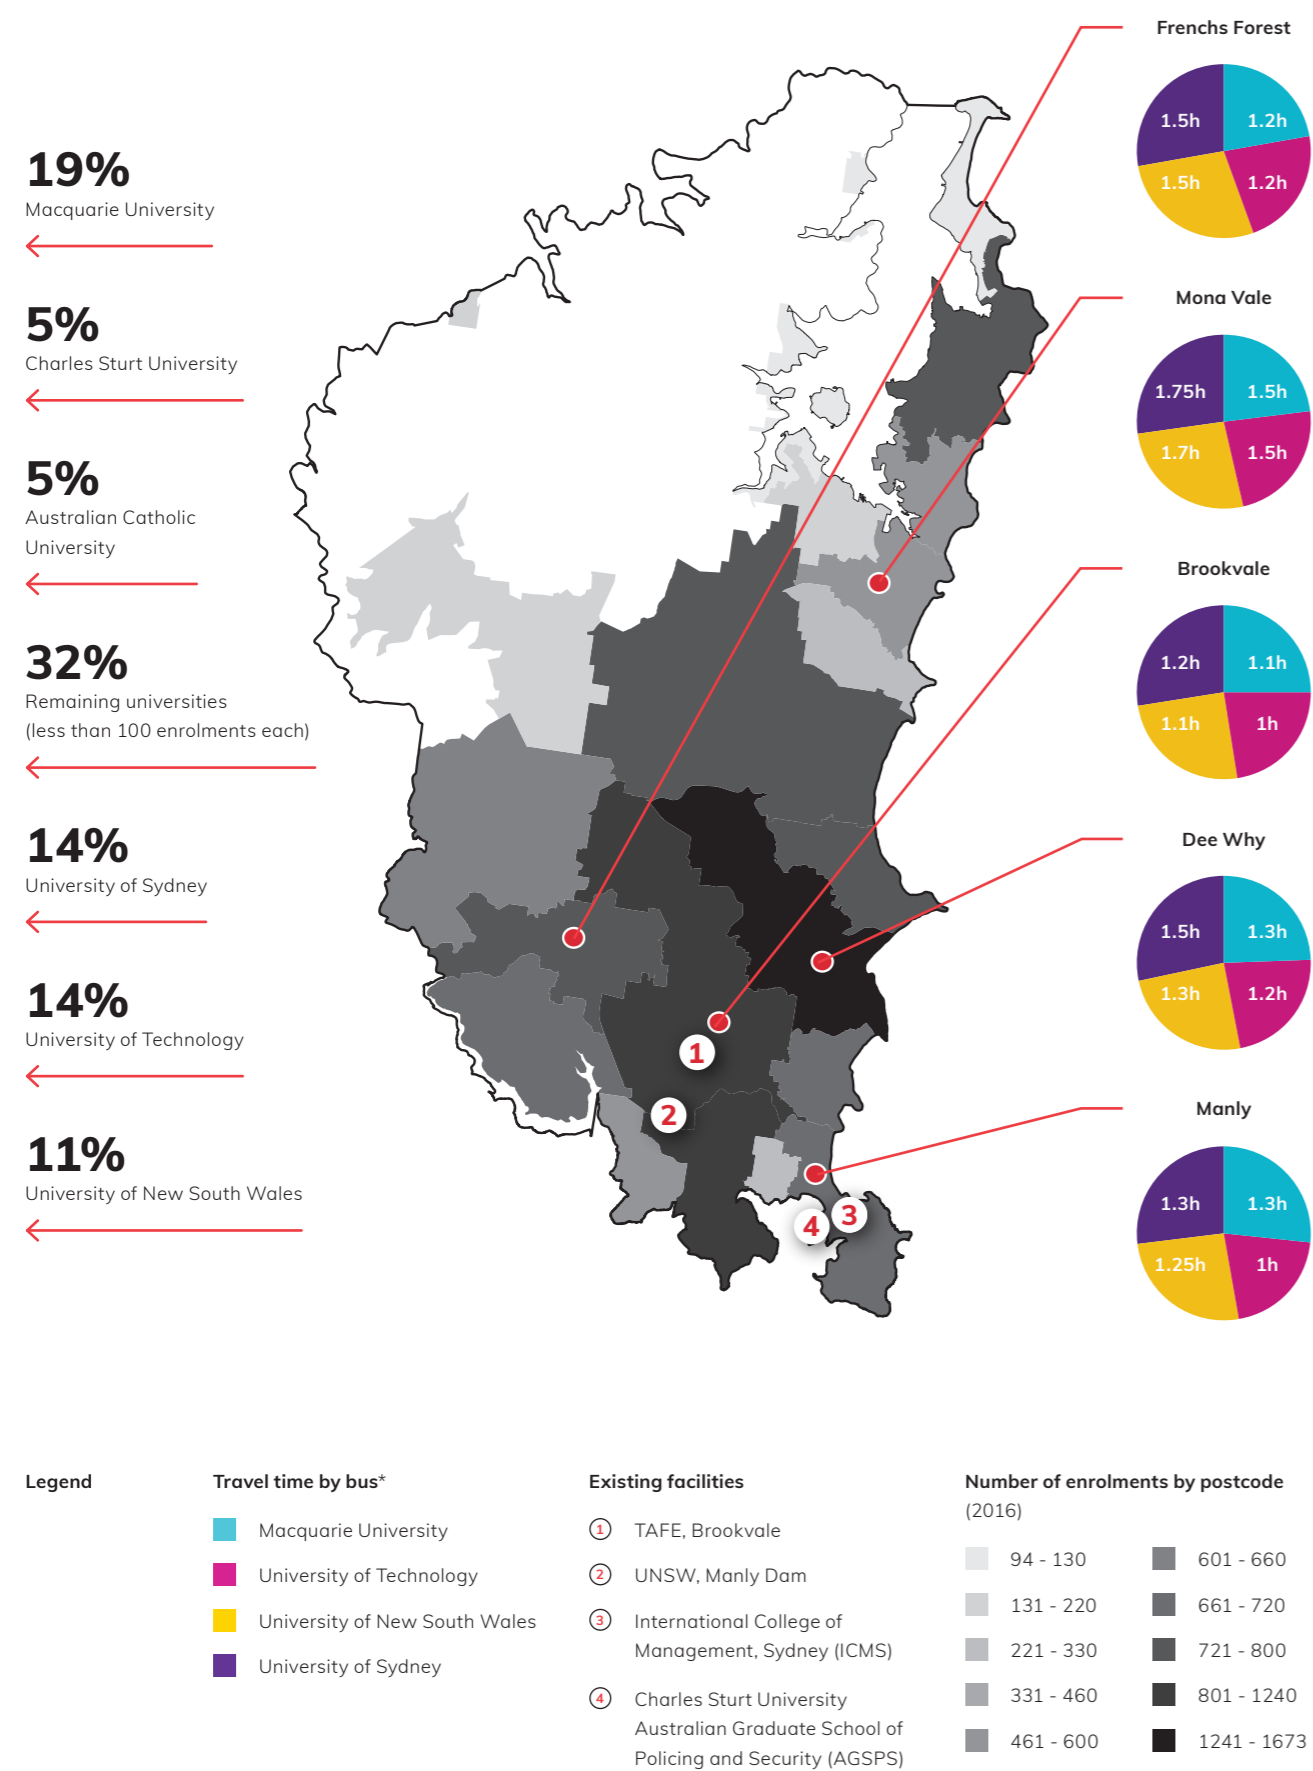 19%
Macquarie University
5%
Charles Sturt University
5%
Australian Catholic
University
32%
Remaining universities
(less than 100 enrolments each)
14%
University of Sydney
14%
University of Technology
11%
University of New South Wales
1
2
3
4
Frenchs Forest
1.5h
1.2h
1.5h
1.2h
Mona Vale
1.75h
1.5h
1.7h
1.5h
Brookvale
1.2h
1.1h
1.1h
1h
Dee Why
1.5h
1.3h
1.3h
1.2h
Manly
1.3h
1.3h
1.25h
1h
Legend
Travel time by bus*
Macquarie University
University of Technology
University of New South Wales
University of Sydney
Existing facilities
1 TAFE, Brookvale
2 UNSW, Manly Dam
3 International College of
Management, Sydney (ICMS)
4 Charles Sturt University
Australian Graduate School of
Policing and Security (AGSPS)
Number of enrolments by postcode
(2016)
94 - 130
131 - 220
221 - 330
331 - 460
461 - 600
601 - 660
661 - 720
721 - 800
801 - 1240
1241 - 1673